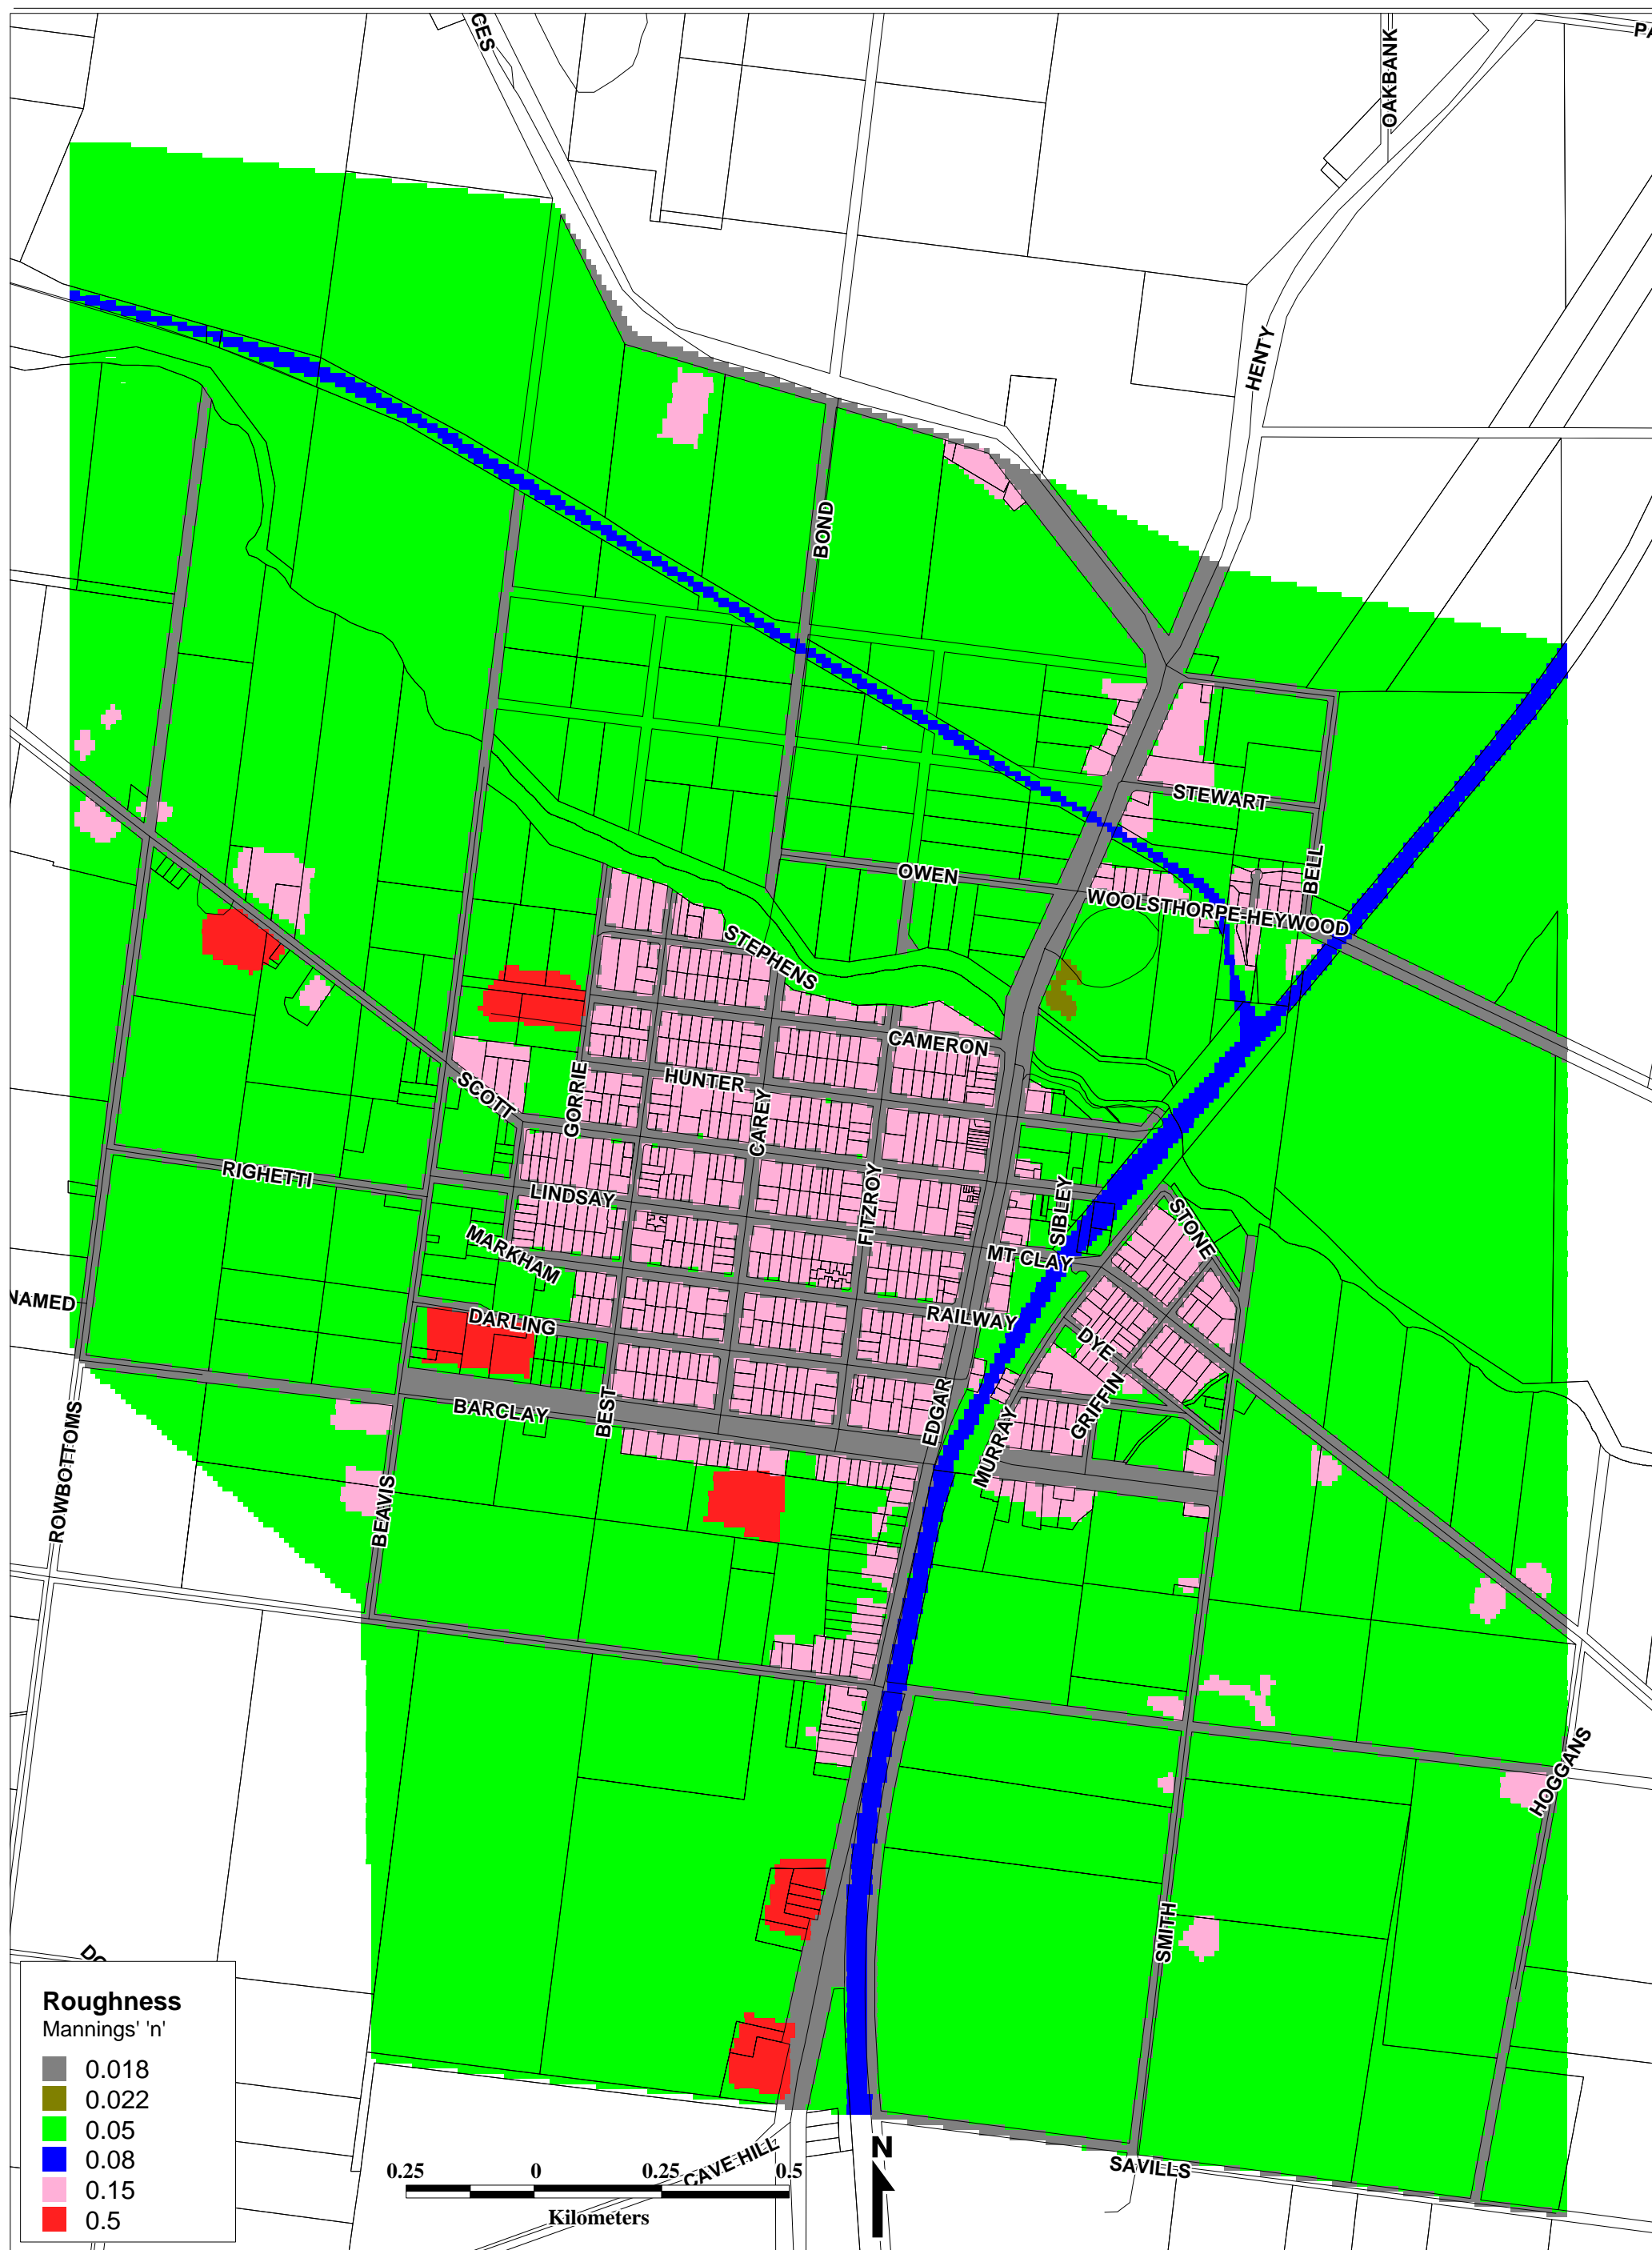 CES
OAKBANK
PA
HENTY
BOND
STEWART
OWEN
BELL
WOOLSTHORPE-HEYWOOD
STEPHENS
CAMERON
HUNTER
SCOTT
GORRIE
CAREY
RIGHETTI
LINDSAY
FITZROY
SIBLEY
STONE
MARKHAM
MT CLAY
NAMED
DARLING
RAILWAY
DYE
BARCLAY
BEST
EDGAR
GRIFFIN
MURRAY
ROWBOTTOMS
BEAVIS
HOGGANS
SMITH
DO
Roughness
Mannings' 'n'
0.018
0.022
0.05
0.08
0.15
0.5
0.25 0 0.25 0.5
Kilometers
CAVE HILL
N
SAVILLS